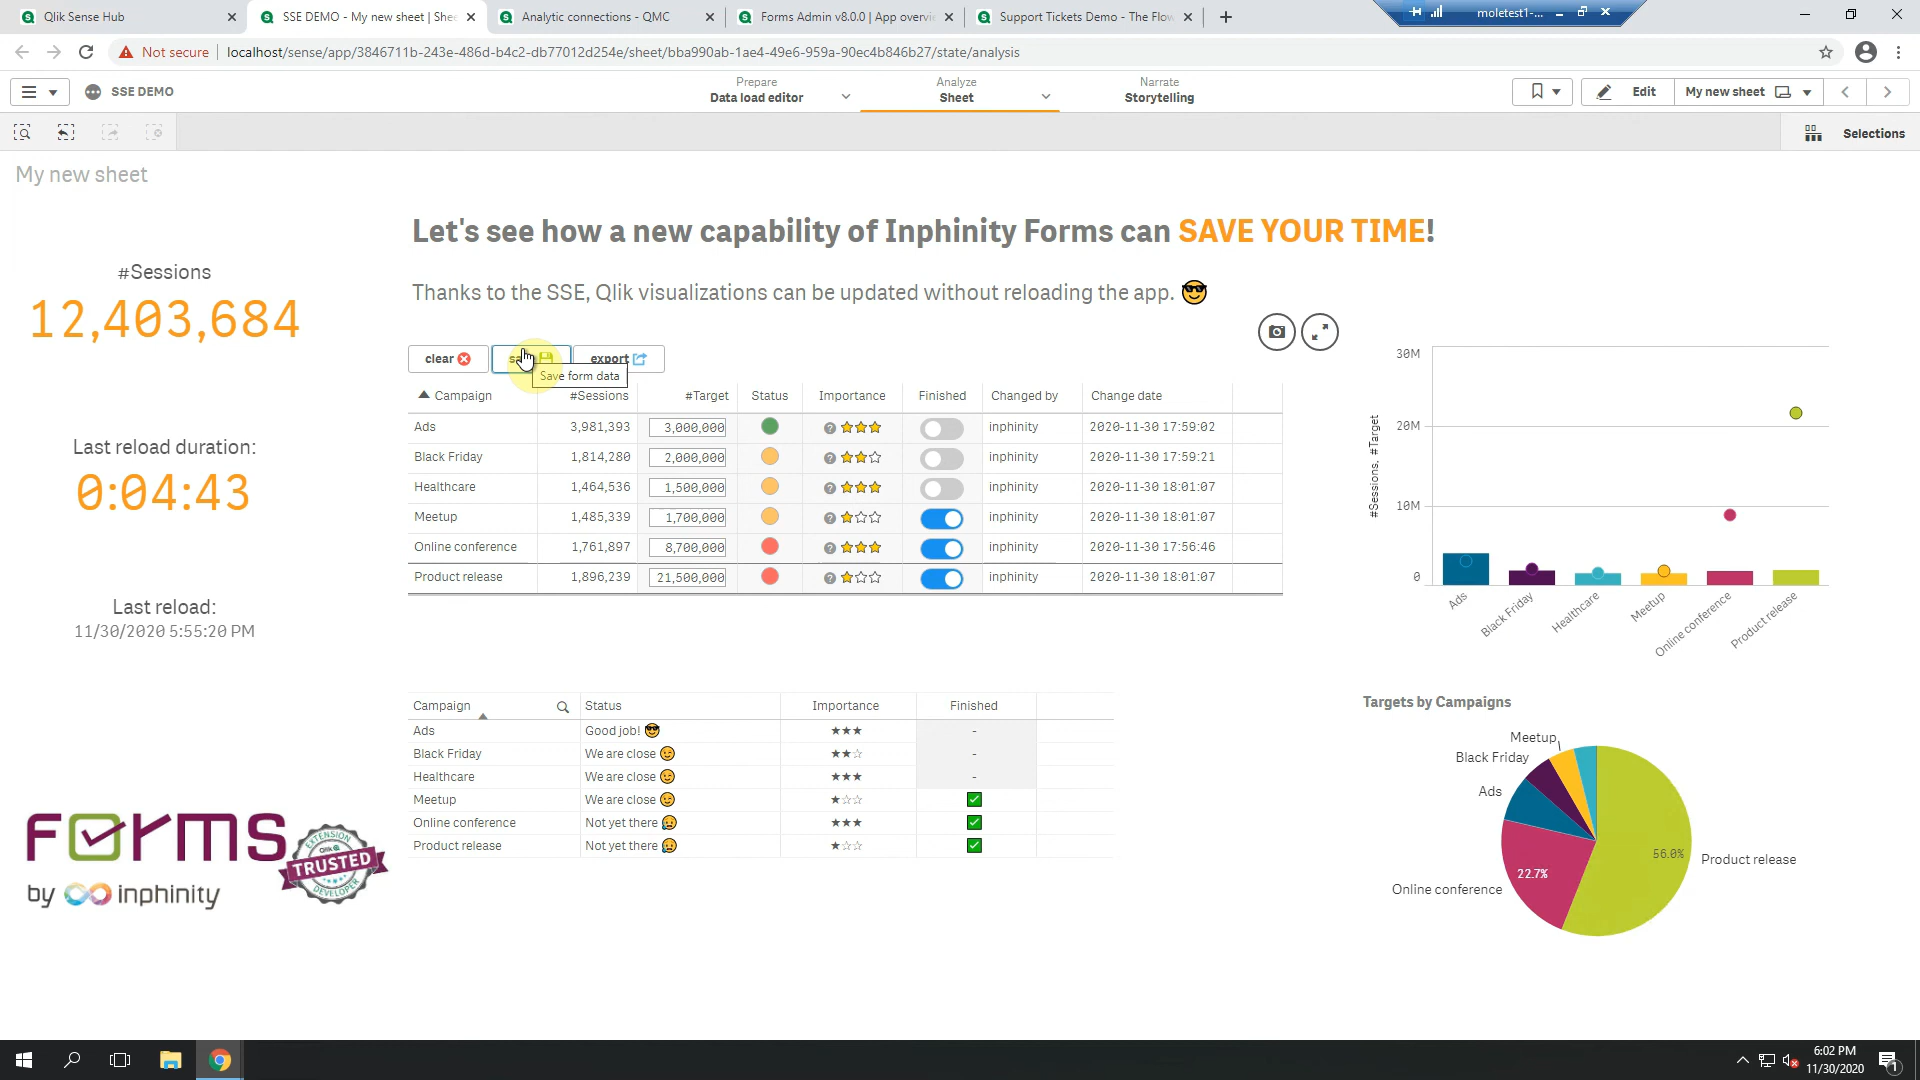 Qlik Sense Hub
SSE DEMO - My new sheet | She
Analytic connections - QMC
Forms Admin v8.0.0 | App overvi
Support Tickets Demo - The Flow
moletest1-...
Not secure
localhost/sense/app/3846711b-243e-486d-b4c2-db77012d254e/sheet/bba990ab-1ae4-49e6-959a-90ec4b846b27/state/analysis
SSE DEMO
Prepare
Data load editor
Analyze
Sheet
Narrate
Storytelling
Edit
My new sheet
Selections
My new sheet
Let's see how a new capability of Inphinity Forms can SAVE YOUR TIME!
Thanks to the SSE, Qlik visualizations can be updated without reloading the app.
#Sessions
12,403,684
Last reload duration:
0:04:43
Last reload:
11/30/2020 5:55:20 PM
clear
export
Save form data
Campaign #Sessions #Target Status Importance Finished Changed by Change date
Ads 3,981,393 3,000,000 inphinity 2020-11-30 17:59:02
Black Friday 1,814,280 2,000,000 inphinity 2020-11-30 17:59:21
Healthcare 1,464,536 1,500,000 inphinity 2020-11-30 18:01:07
Meetup 1,485,339 1,700,000 inphinity 2020-11-30 18:01:07
Online conference 1,761,897 8,700,000 inphinity 2020-11-30 17:56:46
Product release 1,896,239 21,500,000 inphinity 2020-11-30 18:01:07
#Sessions, #Target
30M
20M
10M
0
Ads
Black Friday
Healthcare
Meetup
Online conference
Product release
Campaign Status Importance Finished
Ads Good job! ★★★ -
Black Friday We are close ★★☆ -
Healthcare We are close ★★★ -
Meetup We are close ★☆☆
Online conference Not yet there ★★★
Product release Not yet there ★☆☆
Targets by Campaigns
Meetup
Black Friday
Ads
Online conference
Product release
56.0%
22.7%
Forms
by inphinity
EXTENSION
Qlik
TRUSTED
DEVELOPER
6:02 PM
11/30/2020
1